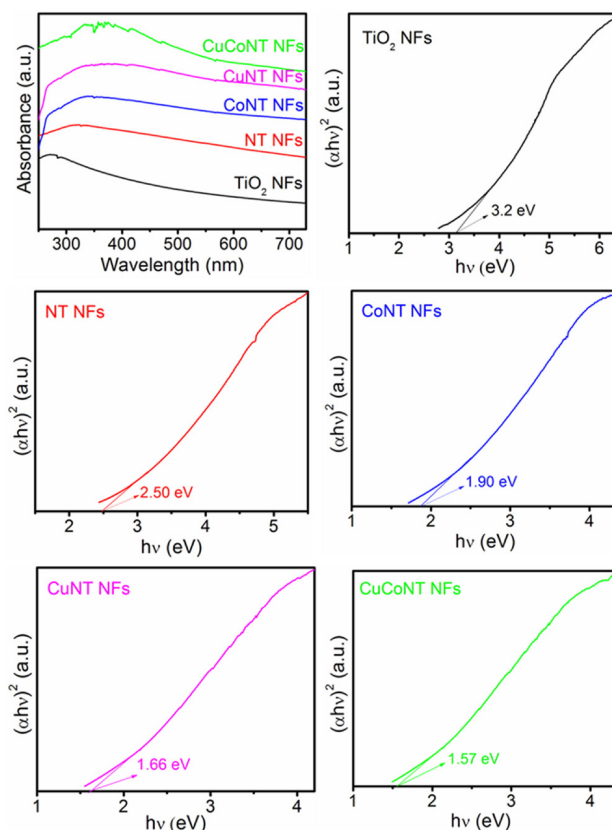 CuCoNT NFs
CuNT NFs
CoNT NFs
NT NFs
TiO₂ NFs
Absorbance (a.u.)
300 400 500 600 700
Wavelength (nm)
TiO₂ NFs
(αhν)² (a.u.)
3.2 eV
1 2 3 4 5 6
hν (eV)
NT NFs
(αhν)² (a.u.)
2.50 eV
2 3 4 5
hν (eV)
CoNT NFs
(αhν)² (a.u.)
1.90 eV
1 2 3 4
hν (eV)
CuNT NFs
(αhν)² (a.u.)
1.66 eV
1 2 3 4
hν (eV)
CuCoNT NFs
(αhν)² (a.u.)
1.57 eV
1 2 3 4
hν (eV)